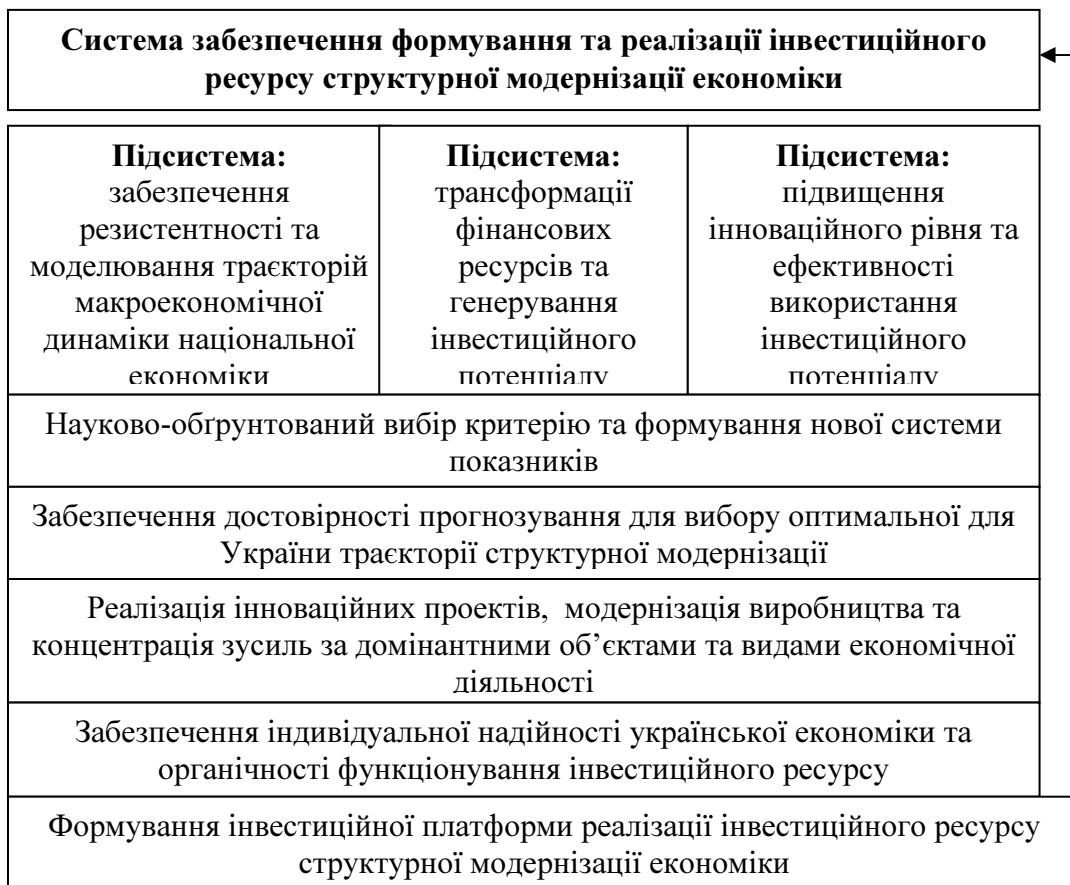 Система забезпечення формування та реалізації інвестиційного
ресурсу структурної модернізації економіки
Підсистема:
забезпечення
резистентності та
моделювання траєкторій
макроекономічної
динаміки національної
економіки
Підсистема:
трансформації
фінансових
ресурсів та
генерування
інвестиційного
потенціалу
Підсистема:
підвищення
інноваційного рівня та
ефективності
використання
інвестиційного
потенціалу
Науково-обґрунтований вибір критерію та формування нової системи
показників
Забезпечення достовірності прогнозування для вибору оптимальної для
України траєкторії структурної модернізації
Реалізація інноваційних проектів, модернізація виробництва та
концентрація зусиль за домінантними об’єктами та видами економічної
діяльності
Забезпечення індивідуальної надійності української економіки та
органічності функціонування інвестиційного ресурсу
Формування інвестиційної платформи реалізації інвестиційного ресурсу
структурної модернізації економіки